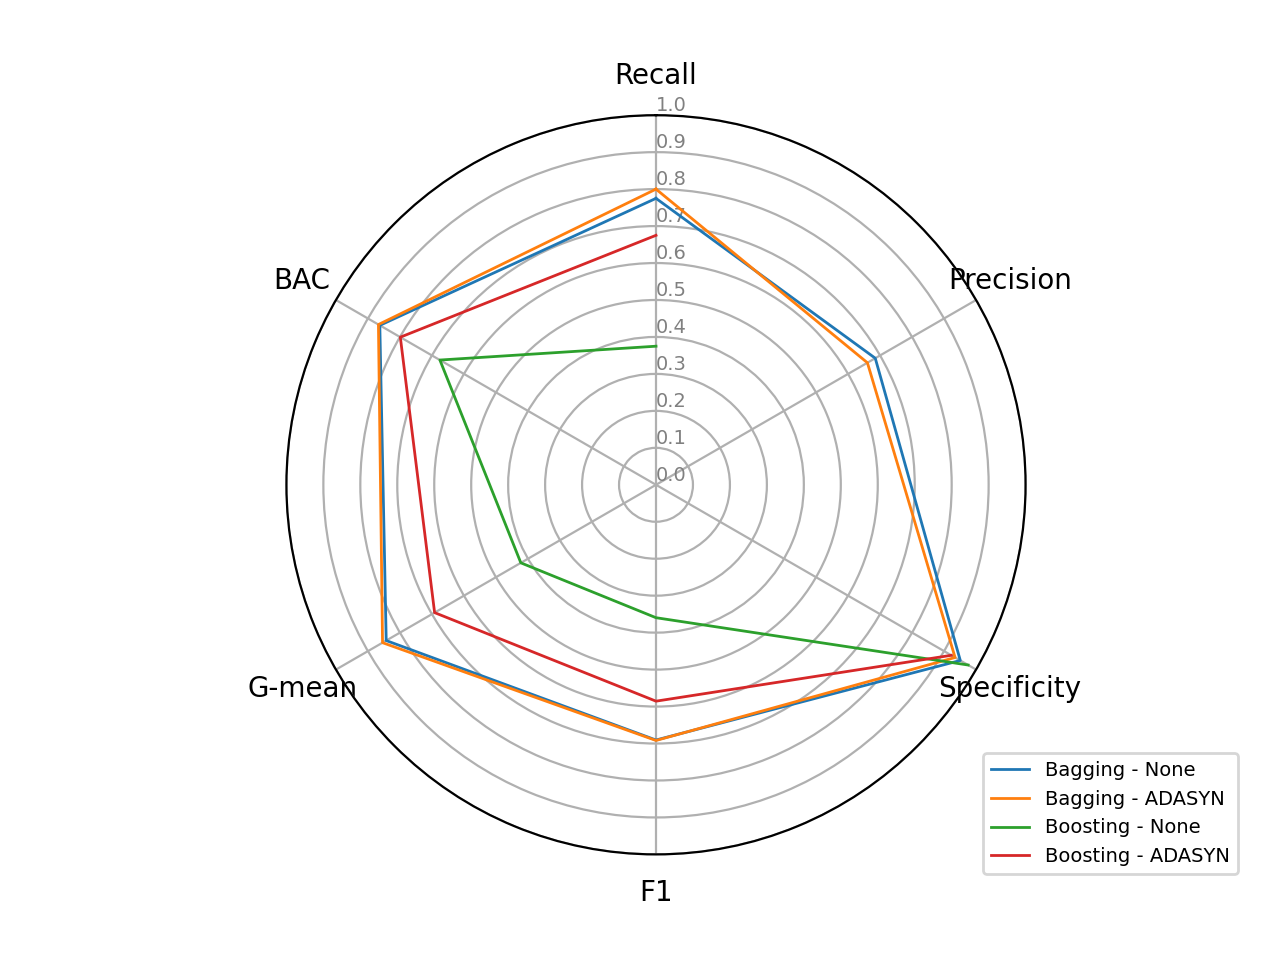 Recall
1.0
0.9
0.8
0.7
0.6
0.5
0.4
0.3
0.2
0.1
0.0
BAC
Precision
G-mean
Specificity
F1
Bagging - None
Bagging - ADASYN
Boosting - None
Boosting - ADASYN